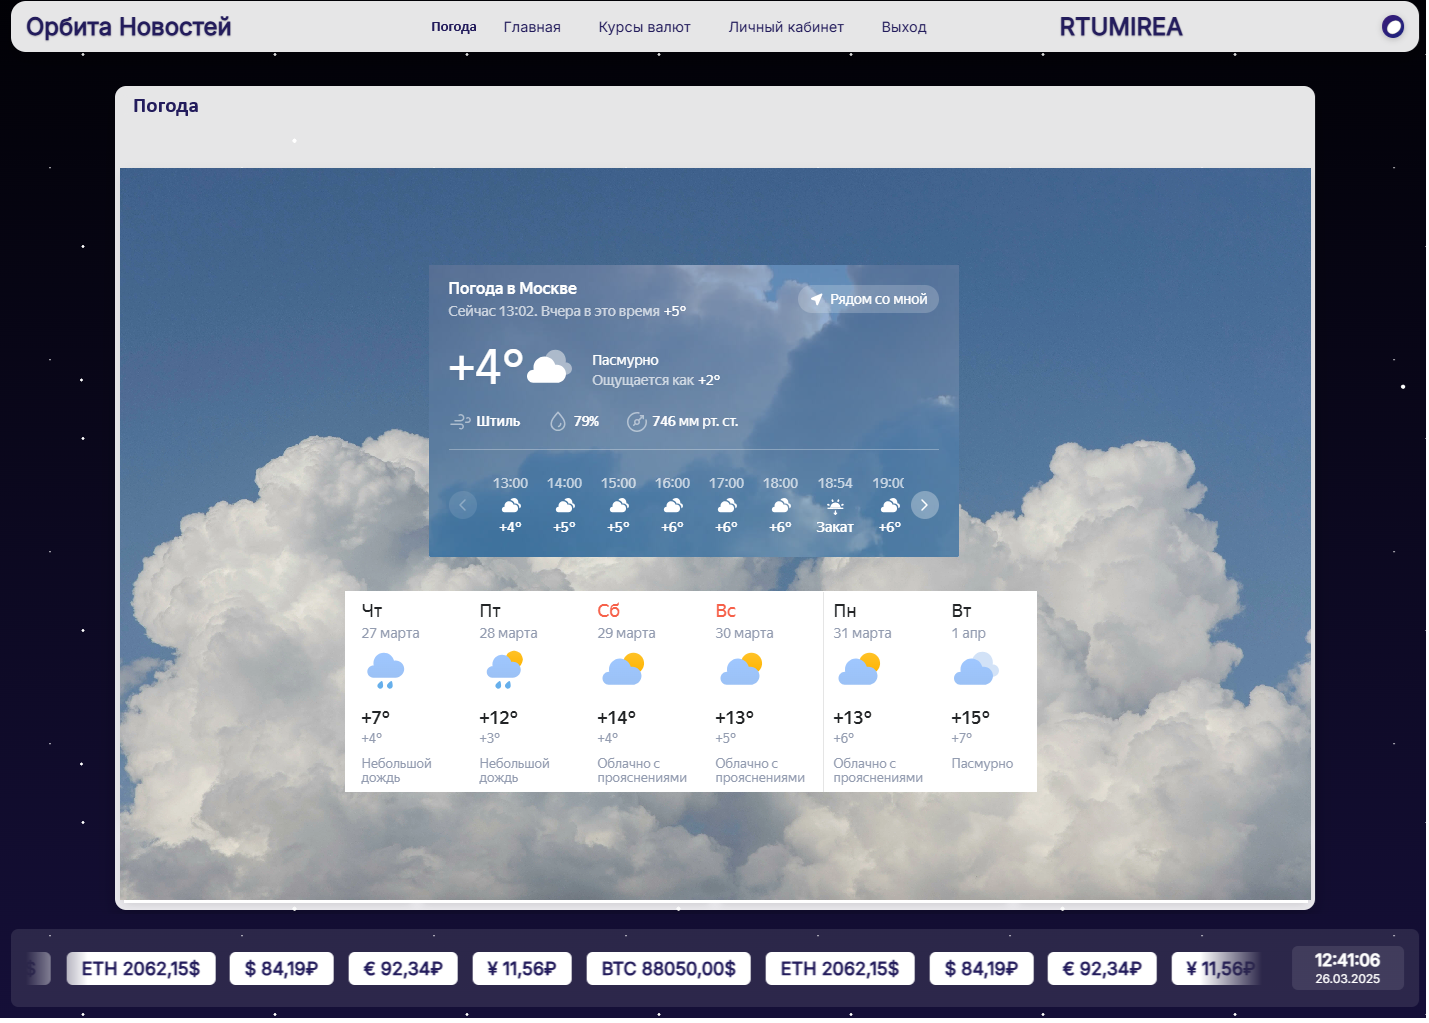 Орбита Новостей
Погода
Главная
Курсы валют
Личный кабинет
Выход
RTUMIREA
Погода
Погода в Москве
Сейчас 13:02. Вчера в это время +5°
Рядом со мной
+4°
Пасмурно
Ощущается как +2°
Штиль
79%
746 мм рт. ст.
13:00 14:00 15:00 16:00 17:00 18:00 18:54 19:00
+4° +5° +5° +6° +6° +6° Закат +6°
Чт Пт Сб Вс Пн Вт
27 марта 28 марта 29 марта 30 марта 31 марта 1 апр
+7° +12° +14° +13° +13° +15°
+4° +3° +4° +5° +6° +7°
Небольшой Небольшой Облачно с Облачно с Облачно с Пасмурно
дождь дождь прояснениями прояснениями прояснениями
$ ETH 2062,15$ $ 84,19₽ € 92,34₽ ¥ 11,56₽ BTC 88050,00$ ETH 2062,15$ $ 84,19₽ € 92,34₽ ¥ 11,56₽
12:41:06
26.03.2025